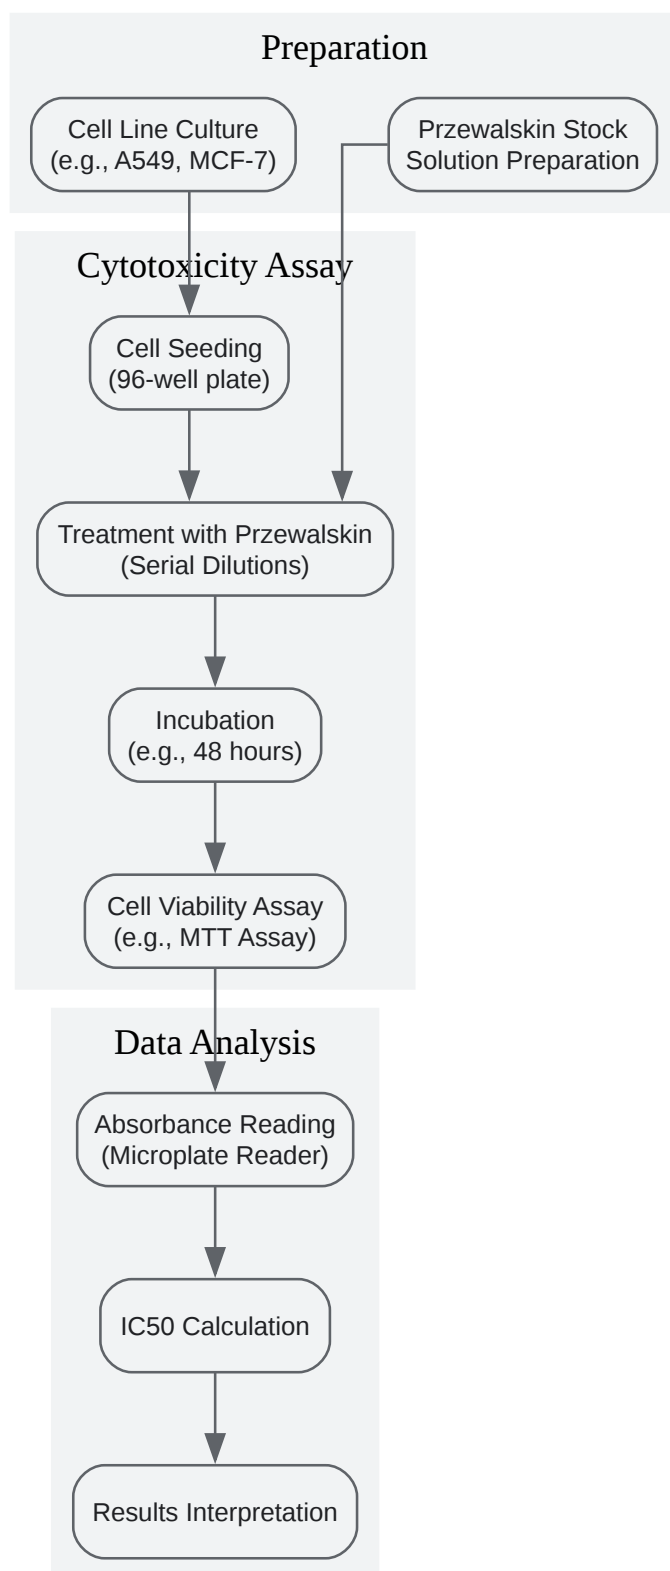 Preparation
Cell Line Culture
(e.g., A549, MCF-7)
Przewalskin Stock
Solution Preparation
Cytotoxicity Assay
Cell Seeding
(96-well plate)
Treatment with Przewalskin
(Serial Dilutions)
Incubation
(e.g., 48 hours)
Cell Viability Assay
(e.g., MTT Assay)
Data Analysis
Absorbance Reading
(Microplate Reader)
IC50 Calculation
Results Interpretation